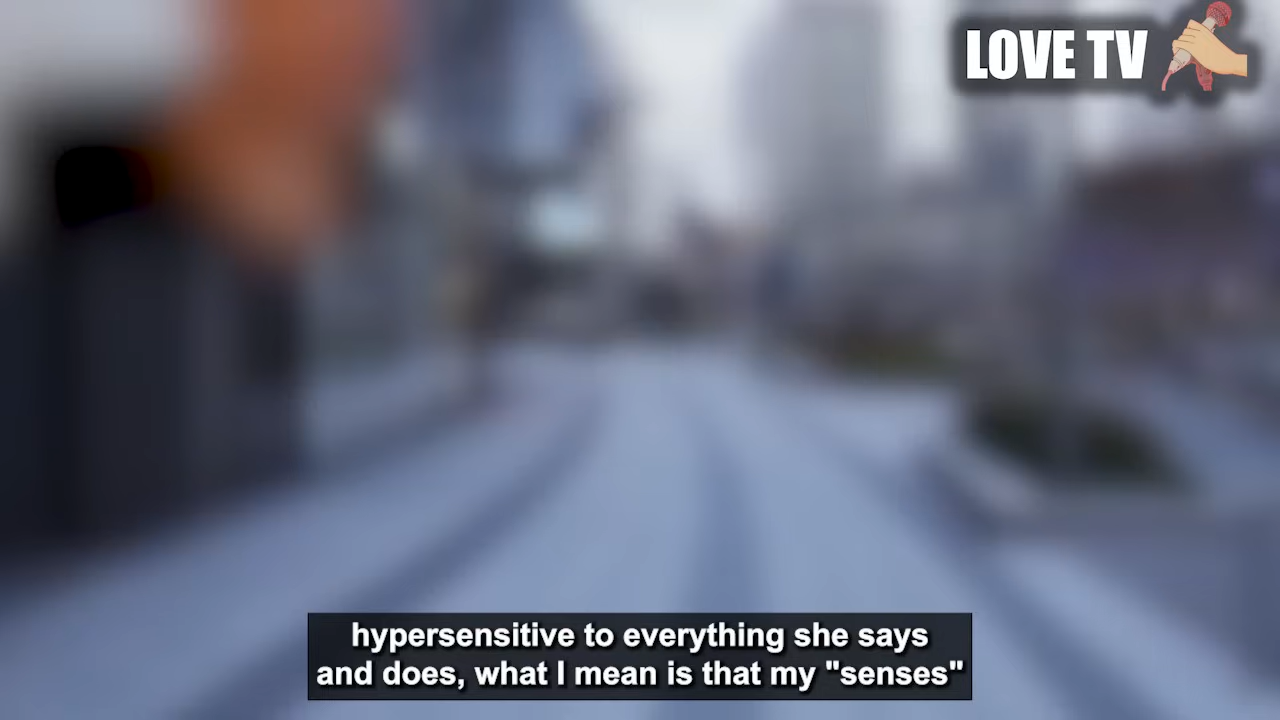 LOVE TV
hypersensitive to everything she says
and does, what I mean is that my "senses"